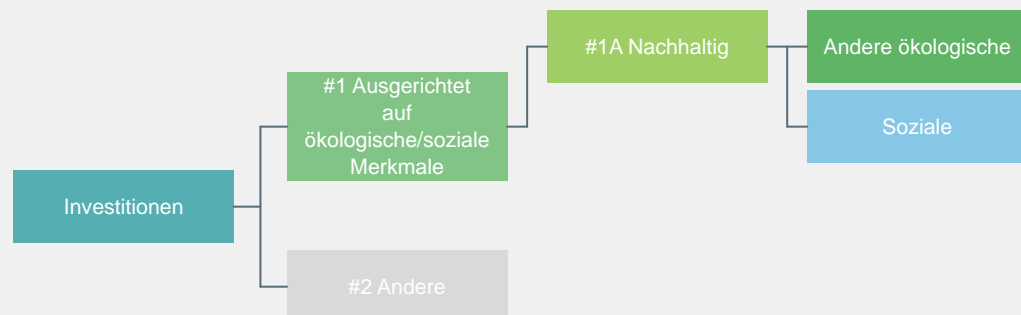 #1A Nachhaltig
Andere ökologische
#1 Ausgerichtet
auf
ökologische/soziale
Merkmale
Soziale
Investitionen
#2 Andere